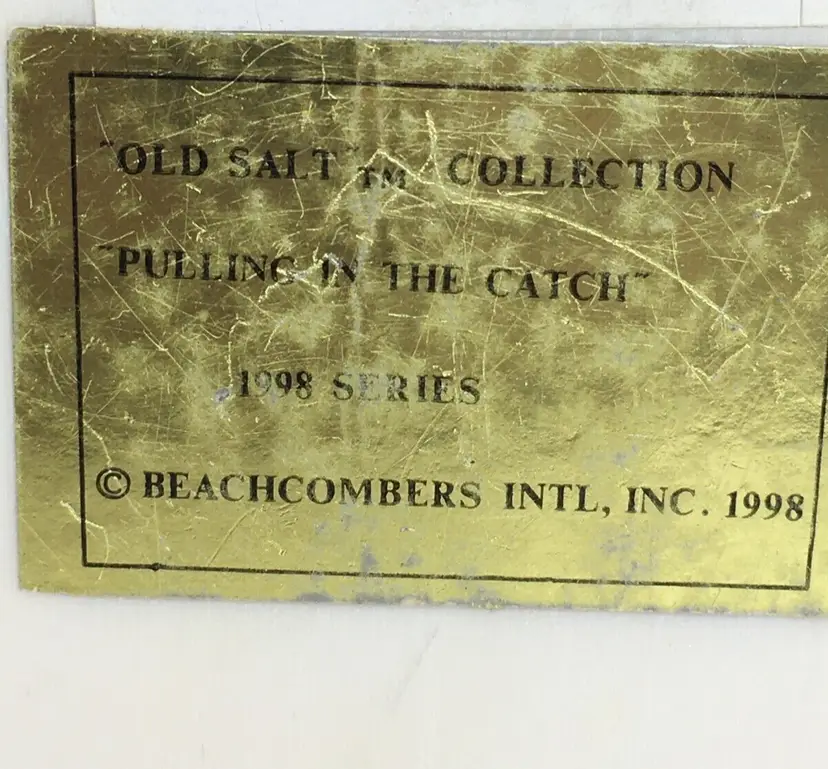 "OLD SALT"™ COLLECTION
"PULLING IN THE CATCH"
1998 SERIES
© BEACHCOMBERS INTL, INC. 1998